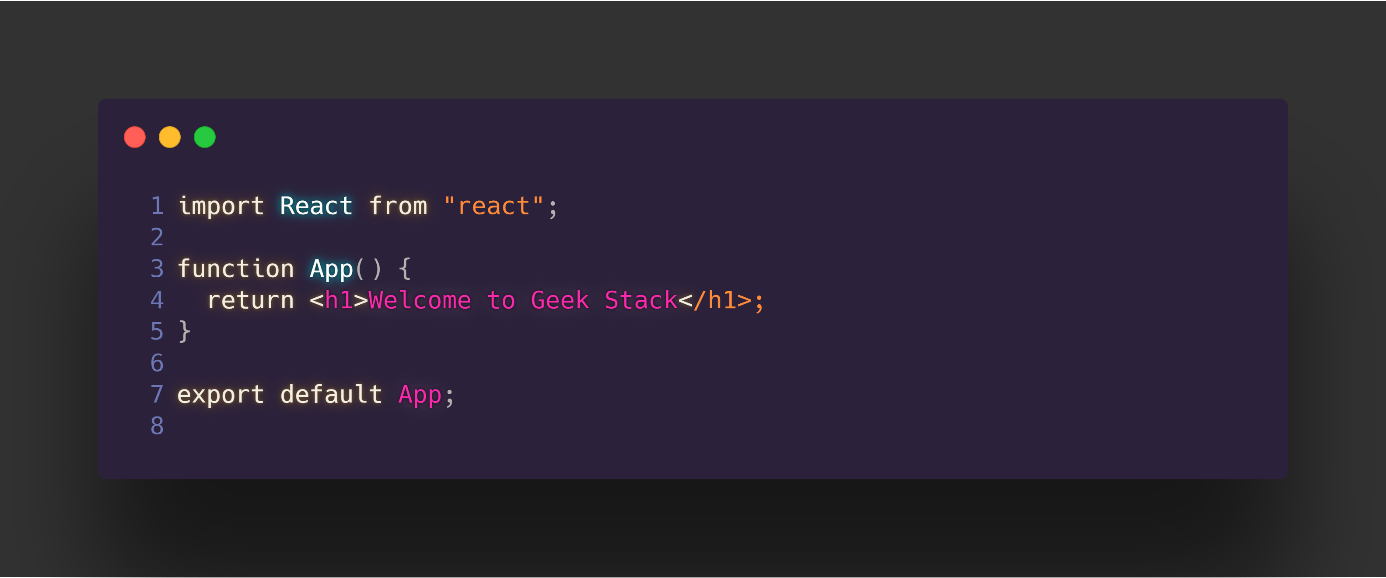 1 import React from "react";
2
3 function App() {
4   return <h1>Welcome to Geek Stack</h1>;
5 }
6
7 export default App;
8